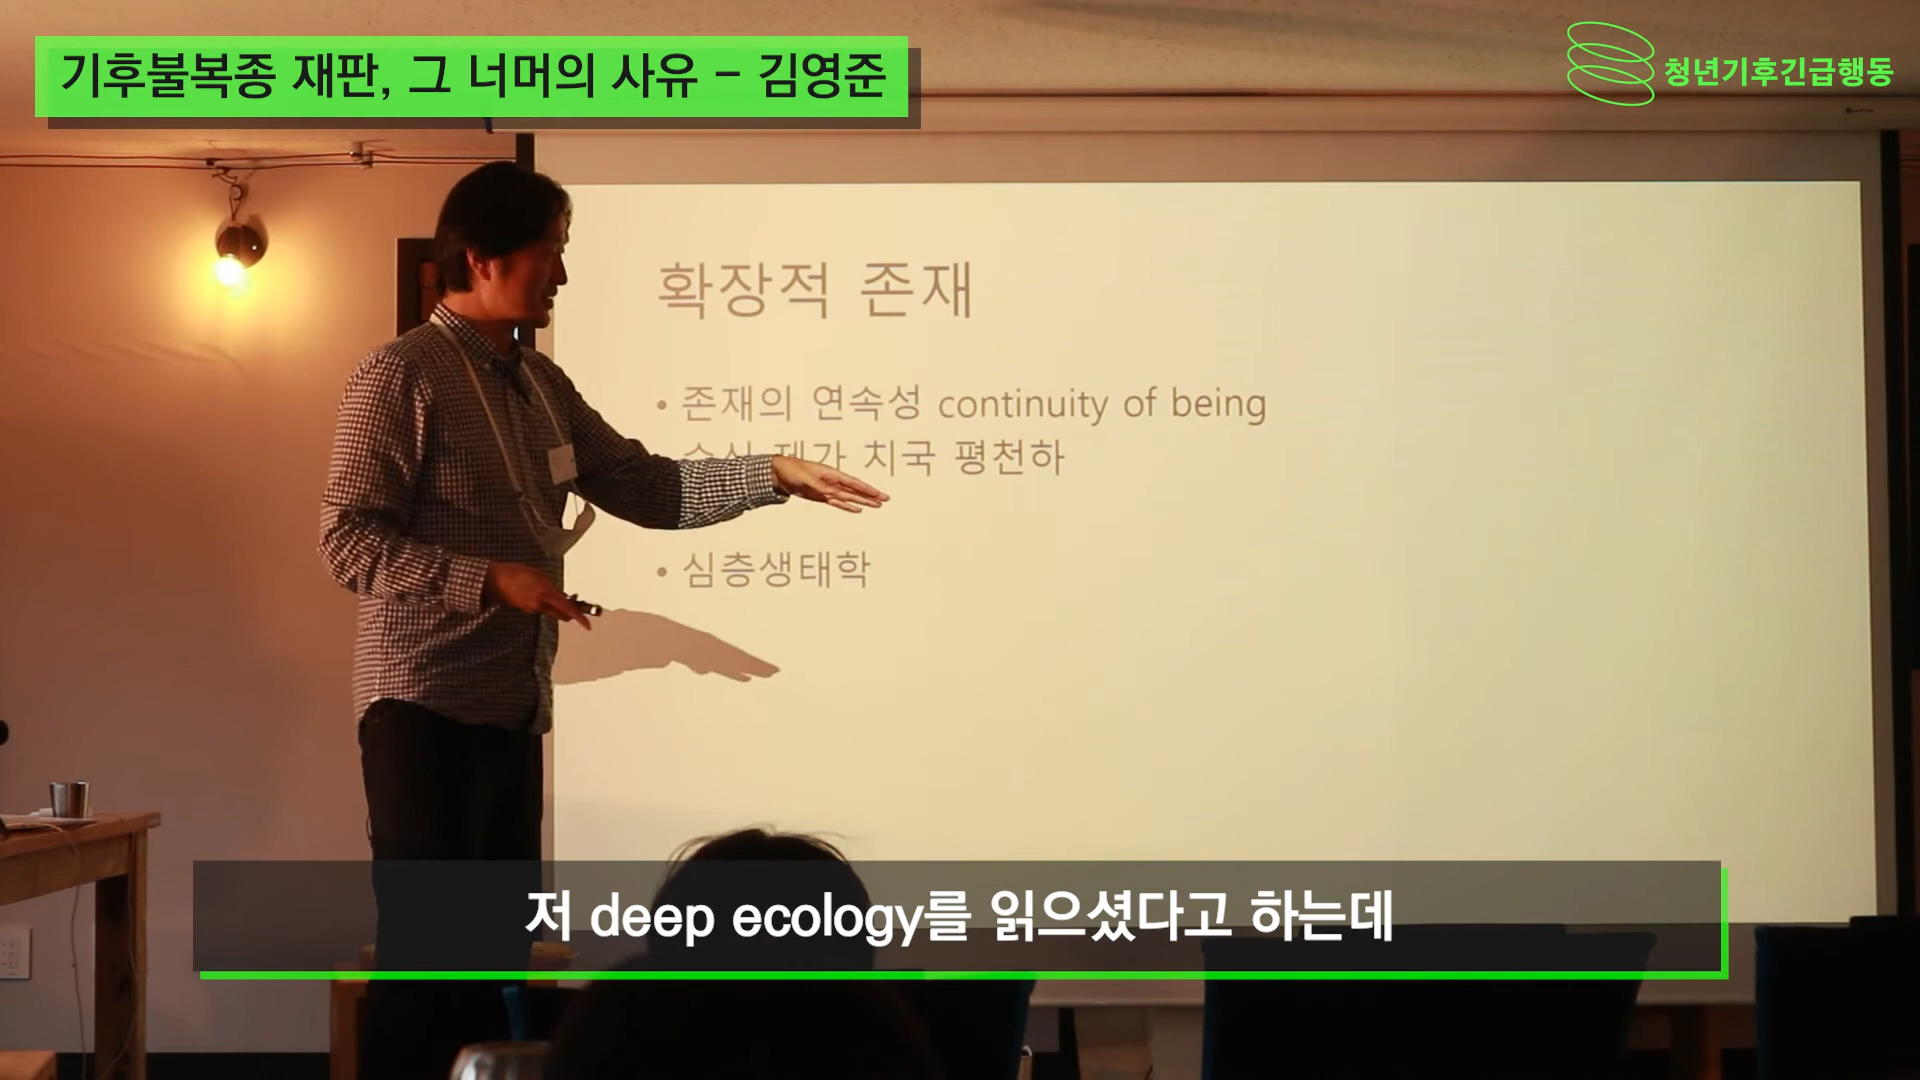 기후불복종 재판, 그 너머의 사유 - 김영준
청년기후긴급행동
확장적 존재
• 존재의 연속성 continuity of being
제가 치국 평천하
• 심층생태학
저 deep ecology를 읽으셨다고 하는데